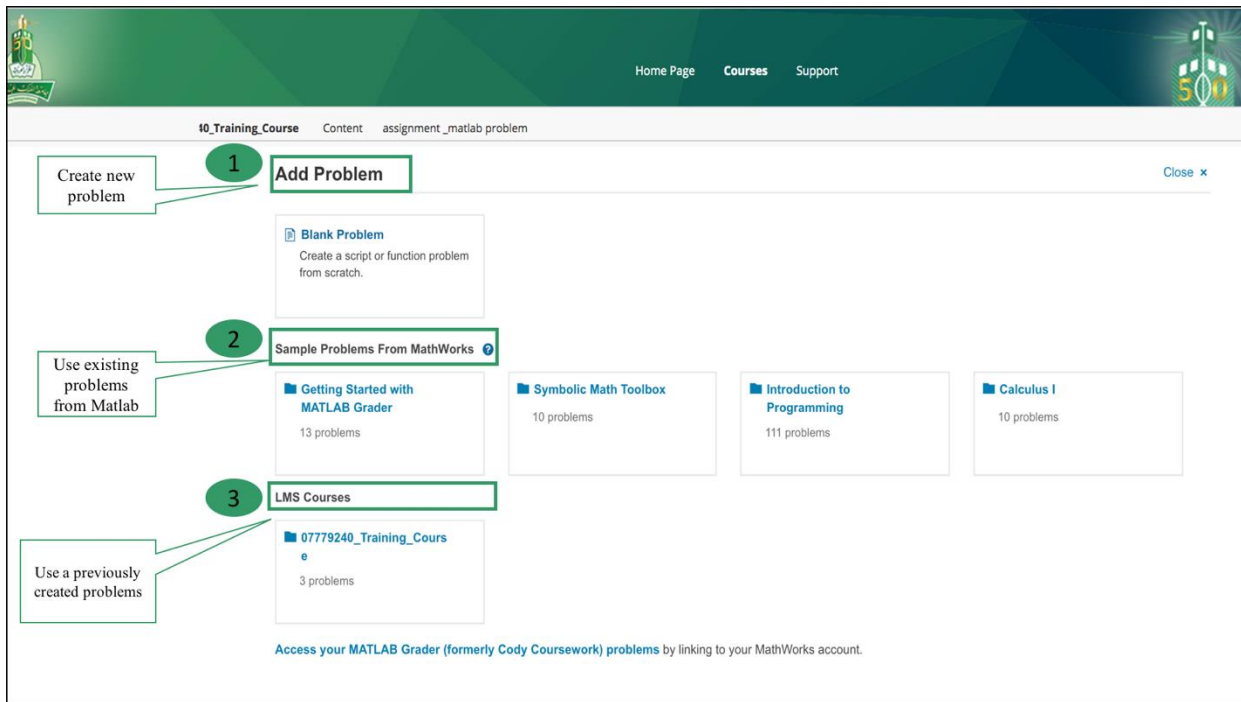 Home Page Courses Support
40_Training_Course Content assignment _matlab problem
1
Create new
problem
Add Problem
Close ×
Blank Problem
Create a script or function problem
from scratch.
2
Use existing
problems
from Matlab
Sample Problems From MathWorks ?
Getting Started with
MATLAB Grader
13 problems
Symbolic Math Toolbox
10 problems
Introduction to
Programming
111 problems
Calculus I
10 problems
3
Use a previously
created problems
LMS Courses
07779240_Training_Cours
e
3 problems
Access your MATLAB Grader (formerly Cody Coursework) problems by linking to your MathWorks account.
50
50